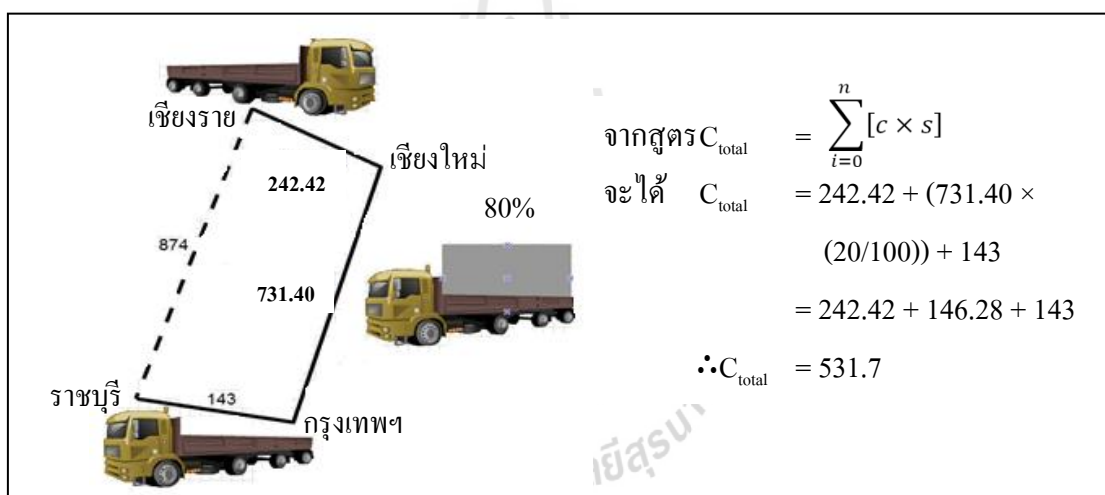 เชียงราย
เชียงใหม่
242.42
80%
874
731.40
ราชบุรี
143
กรุงเทพฯ
จากสูตร C_total = \sum_{i=0}^{n} [c × s]
จะได้ C_total = 242.42 + (731.40 ×
(20/100)) + 143
= 242.42 + 146.28 + 143
∴C_total = 531.7